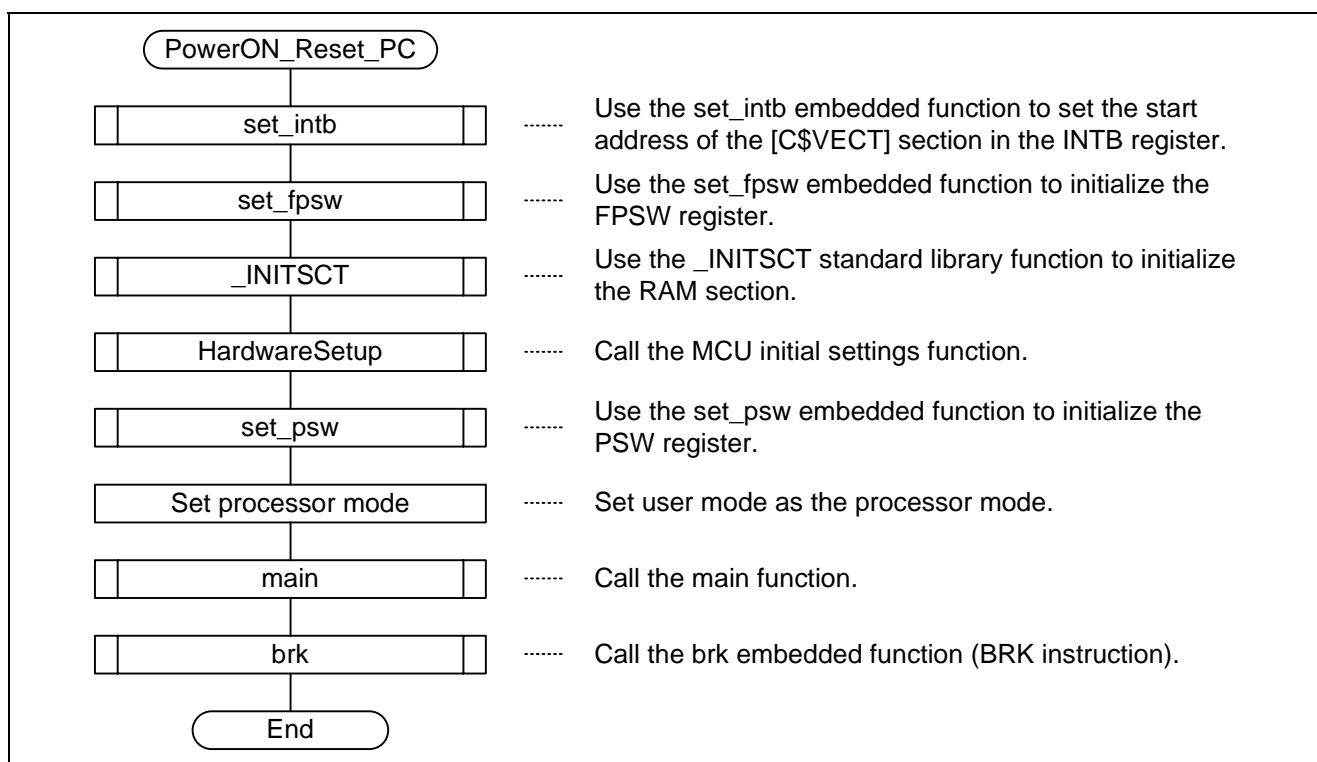 PowerON_Reset_PC
set_intb
Use the set_intb embedded function to set the start
address of the [C$VECT] section in the INTB register.
set_fpsw
Use the set_fpsw embedded function to initialize the
FPSW register.
_INITSCT
Use the _INITSCT standard library function to initialize
the RAM section.
HardwareSetup
Call the MCU initial settings function.
set_psw
Use the set_psw embedded function to initialize the
PSW register.
Set processor mode
Set user mode as the processor mode.
main
Call the main function.
brk
Call the brk embedded function (BRK instruction).
End